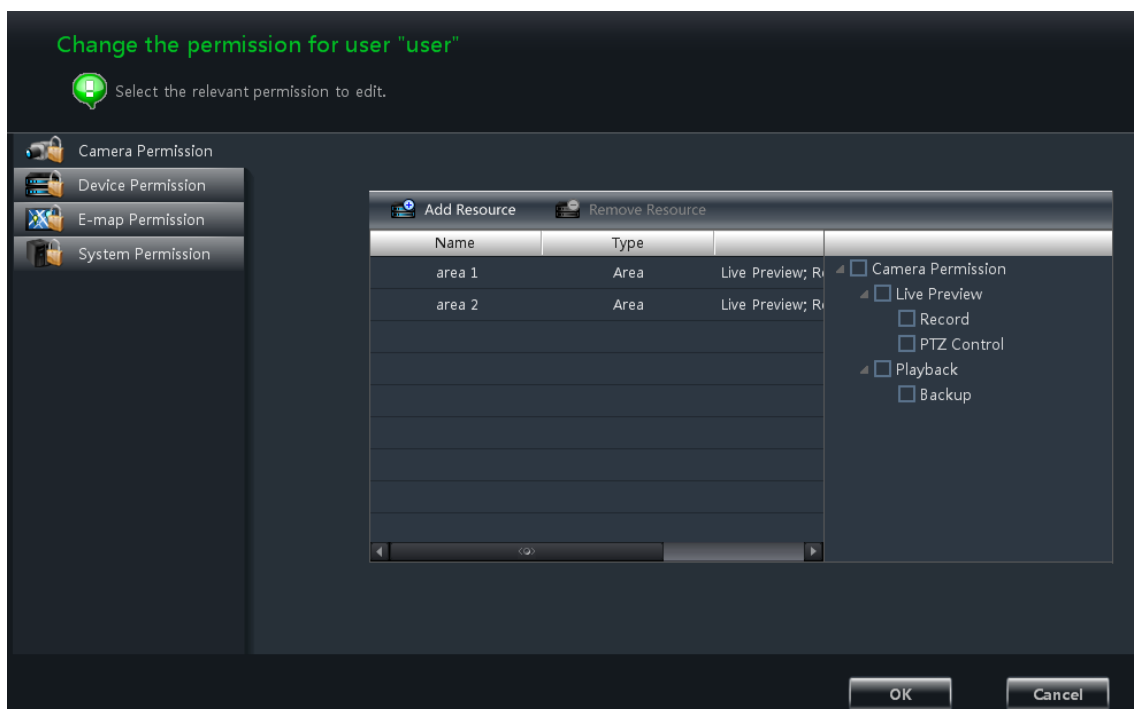 Change the permission for user "user"
Select the relevant permission to edit.
Camera Permission
Device Permission
E-map Permission
System Permission
Add Resource Remove Resource
Name Type
area 1 Area Live Preview;
area 2 Area Live Preview;
Camera Permission
Live Preview
Record
PTZ Control
Playback
Backup
OK Cancel